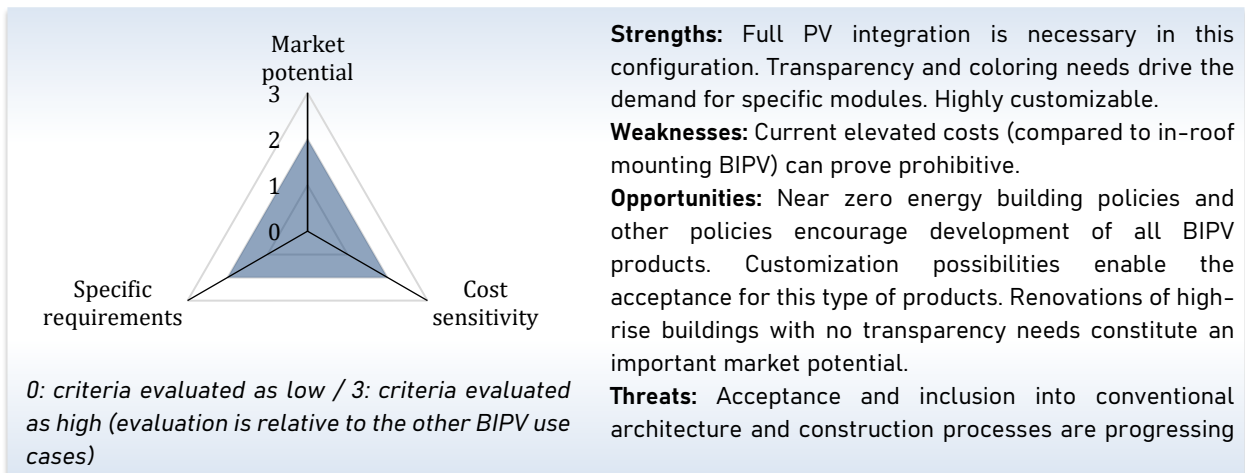 Market
potential
3
2
1
0
Specific
requirements
Cost
sensitivity
0: criteria evaluated as low / 3: criteria evaluated
as high (evaluation is relative to the other BIPV use
cases)
Strengths: Full PV integration is necessary in this
configuration. Transparency and coloring needs drive the
demand for specific modules. Highly customizable.
Weaknesses: Current elevated costs (compared to in-roof
mounting BIPV) can prove prohibitive.
Opportunities: Near zero energy building policies and
other policies encourage development of all BIPV
products. Customization possibilities enable the
acceptance for this type of products. Renovations of high-
rise buildings with no transparency needs constitute an
important market potential.
Threats: Acceptance and inclusion into conventional
architecture and construction processes are progressing